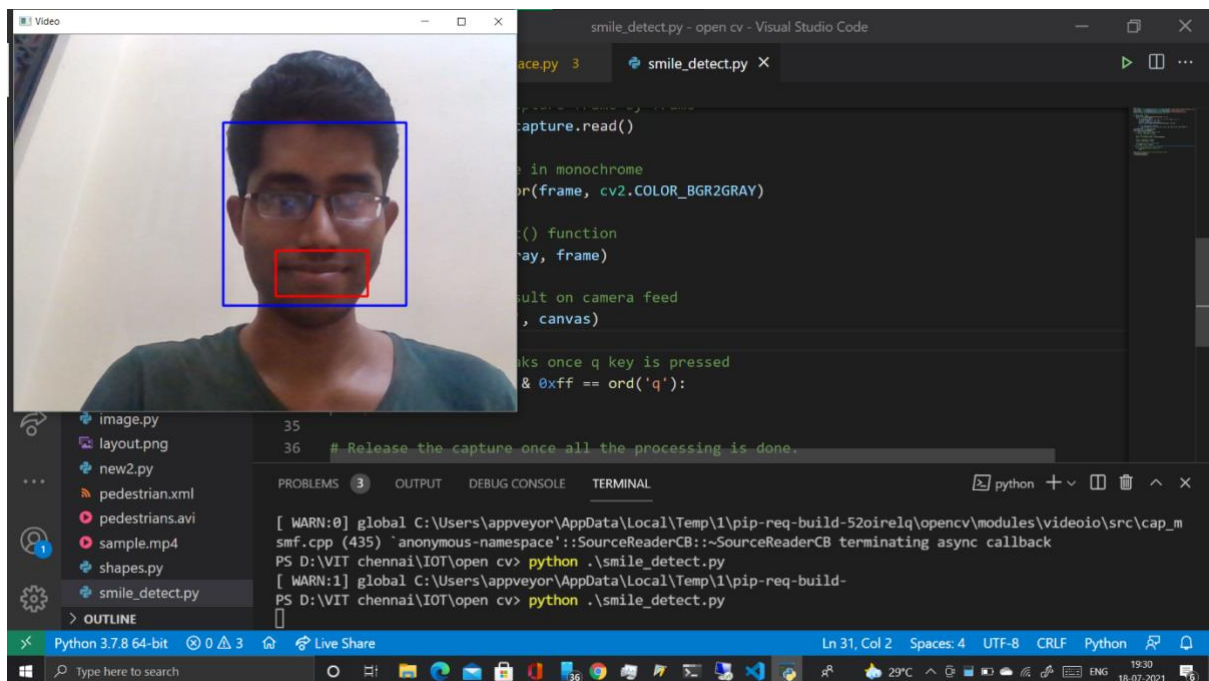 Video
smile_detect.py - open cv - Visual Studio Code
ace.py 3
smile_detect.py
capture.read()
in monochrome
(frame, cv2.COLOR_BGR2GRAY)
() function
ray, frame)
sult on camera feed
, canvas)
aks once q key is pressed
& 0xff == ord('q'):
35
36 # Release the capture once all the processing is done.
image.py
layout.png
new2.py
pedestrian.xml
pedestrians.avi
sample.mp4
shapes.py
smile_detect.py
> OUTLINE
PROBLEMS 3 OUTPUT DEBUG CONSOLE TERMINAL
python
[ WARN:0] global C:\Users\appveyor\AppData\Local\Temp\1\pip-req-build-52oirelq\opencv\modules\videoio\src\cap_m
smf.cpp (435) `anonymous-namespace'::SourceReaderCB::~SourceReaderCB terminating async callback
PS D:\VIT chennai\IOT\open cv> python .\smile_detect.py
[ WARN:1] global C:\Users\appveyor\AppData\Local\Temp\1\pip-req-build-
PS D:\VIT chennai\IOT\open cv> python .\smile_detect.py
1
Python 3.7.8 64-bit 0 3 Live Share Ln 31, Col 2 Spaces: 4 UTF-8 CRLF Python
Type here to search 36 29°C ENG 19:30
18-07-2021 6